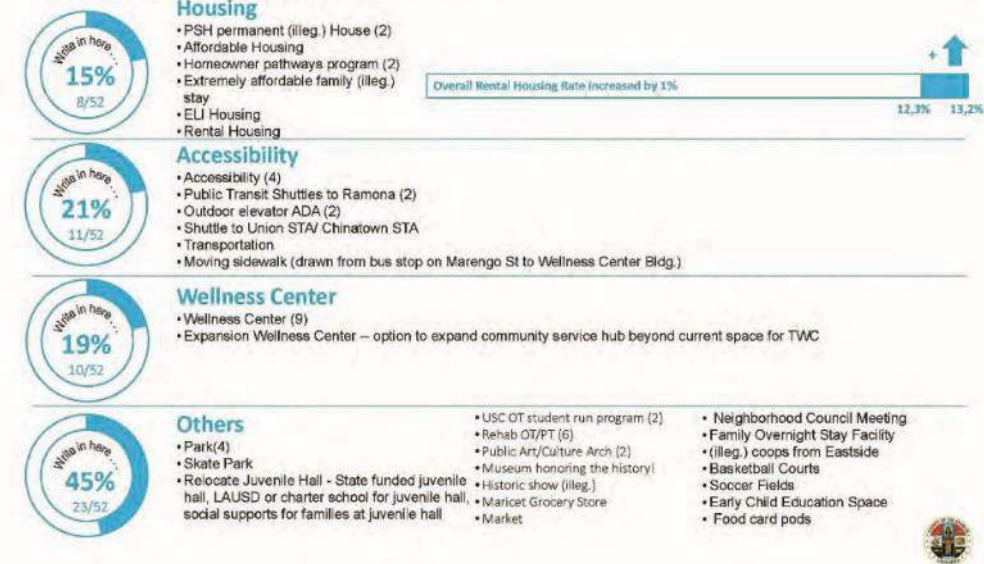 Housing
Write in here...
15%
8/52
• PSH permanent (illeg.) House (2)
• Affordable Housing
• Homeowner pathways program (2)
• Extremely affordable family (illeg.)
stay
• ELI Housing
• Rental Housing
+
Overall Rental Housing Rate increased by 1%
12,3% 13,2%
Accessibility
Write in here...
21%
11/52
• Accessibility (4)
• Public Transit Shuttles to Ramona (2)
• Outdoor elevator ADA (2)
• Shuttle to Union STA/ Chinatown STA
• Transportation
• Moving sidewalk (drawn from bus stop on Marengo St to Wellness Center Bldg.)
Wellness Center
Write in here...
19%
10/52
• Wellness Center (9)
• Expansion Wellness Center – option to expand community service hub beyond current space for TWC
Others
Write in here...
45%
23/52
• Park(4)
• Skate Park
• Relocate Juvenile Hall - State funded juvenile
hall, LAUSD or charter school for juvenile hall,
social supports for families at juvenile hall
• USC OT student run program (2)
• Rehab OT/PT (6)
• Public Art/Culture Arch (2)
• Museum honoring the history!
• Historic show (illeg.)
• Maricet Grocery Store
• Market
• Neighborhood Council Meeting
• Family Overnight Stay Facility
• (illeg.) coops from Eastside
• Basketball Courts
• Soccer Fields
• Early Child Education Space
• Food card pods